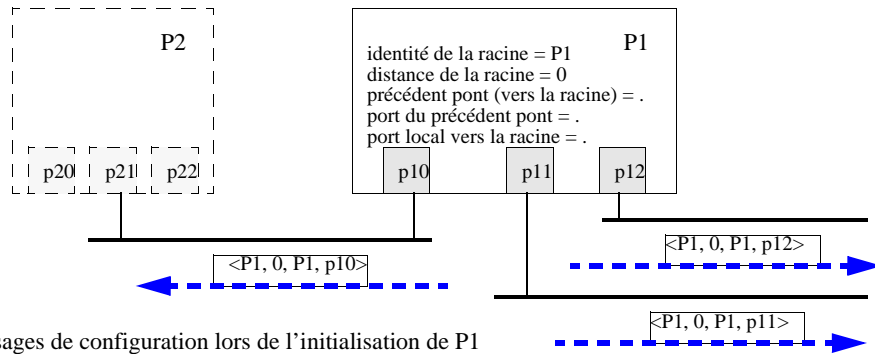 P2
P1
identité de la racine = P1
distance de la racine = 0
précédent pont (vers la racine) = .
port du précédent pont = .
port local vers la racine = .
p20 p21 p22 p10 p11 p12
<P1, 0, P1, p10>
<P1, 0, P1, p12>
<P1, 0, P1, p11>
sages de configuration lors de l'initialisation de P1